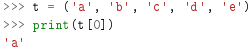 >>> t = ('a', 'b', 'c', 'd', 'e')
>>> print(t[0])
'a'